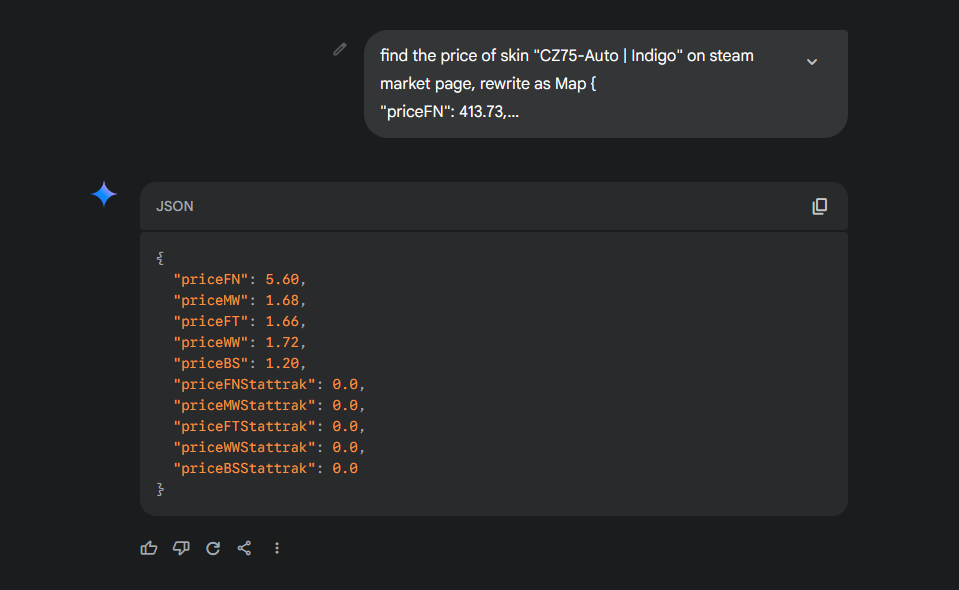 find the price of skin "CZ75-Auto | Indigo" on steam
market page, rewrite as Map {
"priceFN": 413.73,...
JSON
{
"priceFN": 5.60,
"priceMW": 1.68,
"priceFT": 1.66,
"priceWW": 1.72,
"priceBS": 1.20,
"priceFNStattrak": 0.0,
"priceMWStattrak": 0.0,
"priceFTStattrak": 0.0,
"priceWWStattrak": 0.0,
"priceBSStattrak": 0.0
}